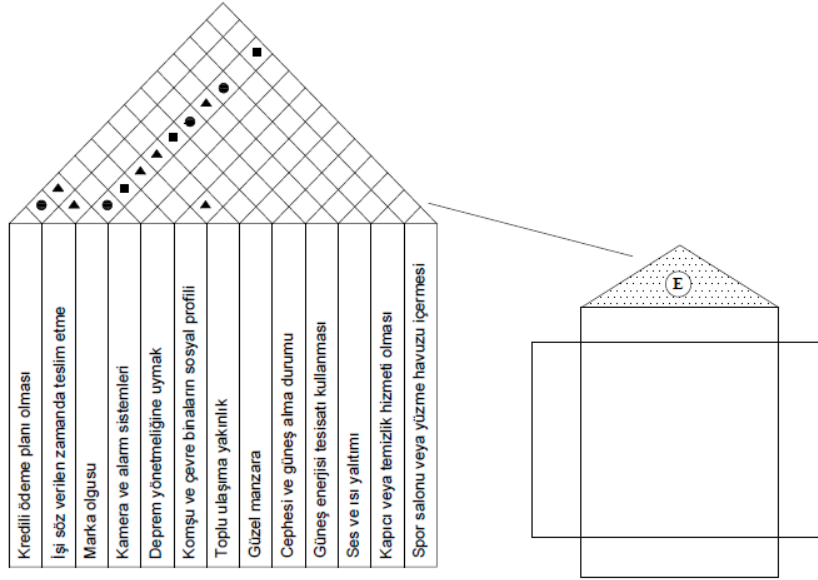 Kredili ödeme planı olması
İşi söz verilen zamanda teslim etme
Marka olgusu
Kamera ve alarm sistemleri
Deprem yönetmeliğine uymak
Komşu ve çevre binaların sosyal profili
Toplu ulaşıma yakınlık
Güzel manzara
Cephesi ve güneş alma durumu
Güneş enerjisi tesisatı kullanması
Ses ve ısı yalıtımı
Kapıcı veya temizlik hizmeti olması
Spor salonu veya yüzme havuzu içermesi
E